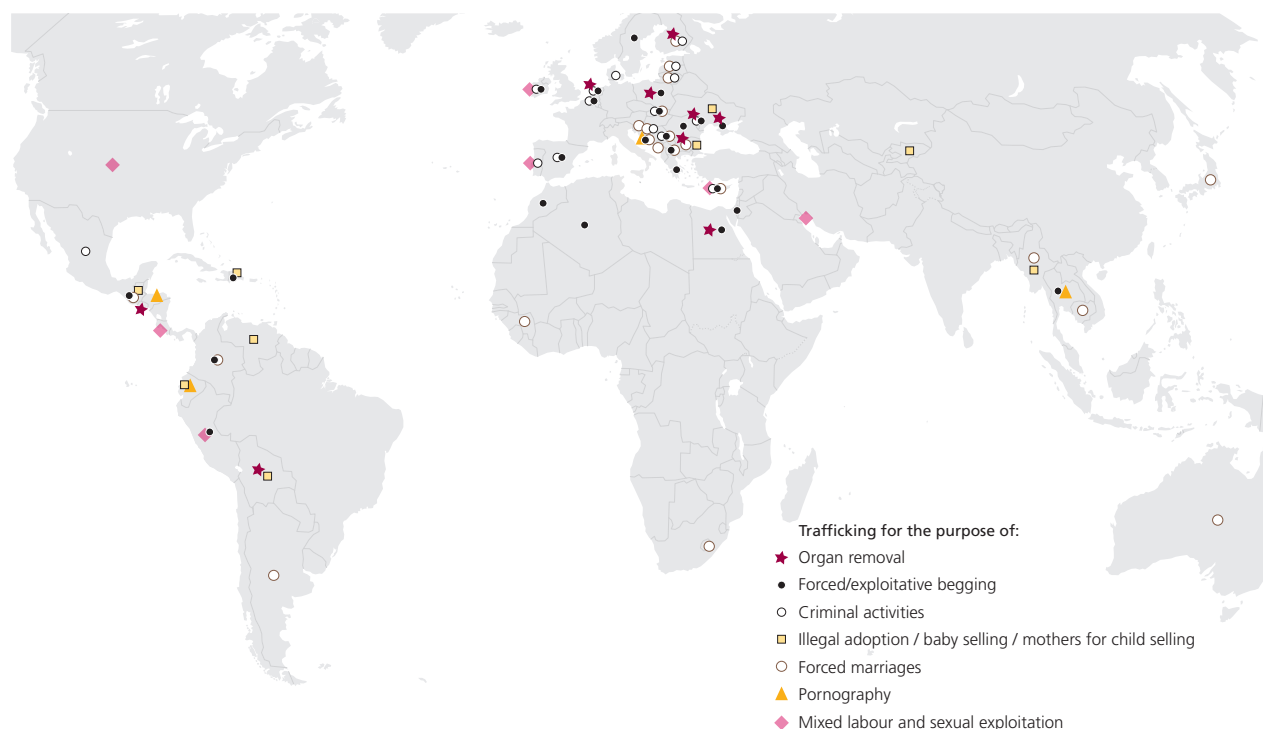 Trafficking for the purpose of:
Organ removal
Forced/exploitative begging
Criminal activities
Illegal adoption / baby selling / mothers for child selling
Forced marriages
Pornography
Mixed labour and sexual exploitation